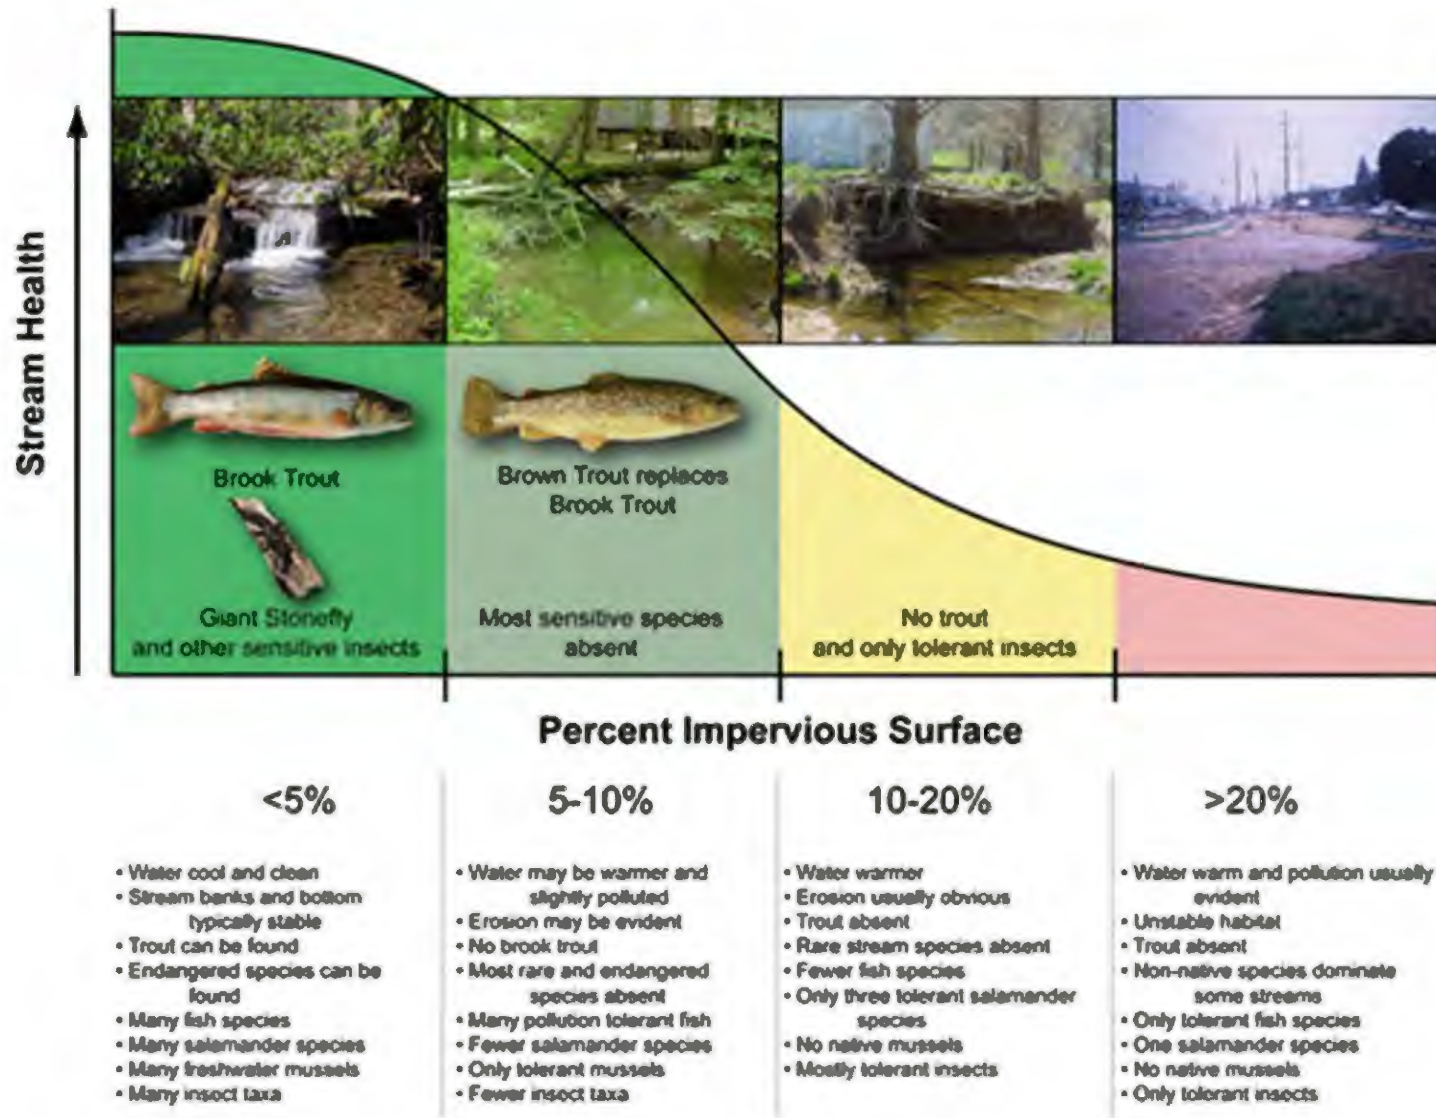 Stream Health
Brook Trout
Giant Stonefly
and other sensitive insects
Brown Trout replaces
Brook Trout
Most sensitive species
absent
No trout
and only tolerant insects
Percent Impervious Surface
<5%
• Water cool and clean
• Stream banks and bottom
typically stable
• Trout can be found
• Endangered species can be
found
• Many fish species
• Many salamander species
• Many freshwater mussels
• Many insect taxa
5-10%
• Water may be warmer and
slightly polluted
• Erosion may be evident
• No brook trout
• Most rare and endangered
species absent
• Many pollution tolerant fish
• Fewer salamander species
• Only tolerant mussels
• Fewer insect taxa
10-20%
• Water warmer
• Erosion usually obvious
• Trout absent
• Rare stream species absent
• Fewer fish species
• Only three tolerant salamander
species
• No native mussels
• Mostly tolerant insects
>20%
• Water warm and pollution usually
evident
• Unstable habitat
• Trout absent
• Non-native species dominate
some streams
• Only tolerant fish species
• One salamander species
• No native mussels
• Only tolerant insects